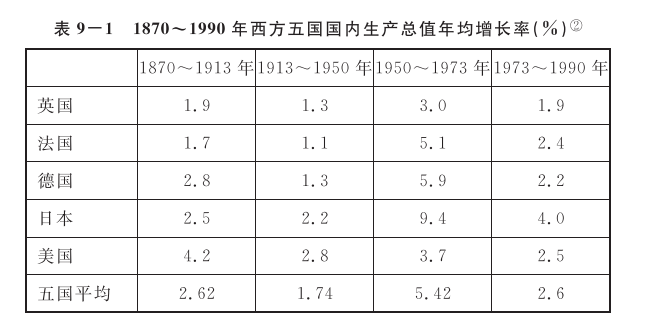 表 9－1 1870～1990 年西方五国国内生产总值年均增长率(%)②
1870～1913 年 1913～1950 年 1950～1973 年 1973～1990 年
英国 1.9 1.3 3.0 1.9
法国 1.7 1.1 5.1 2.4
德国 2.8 1.3 5.9 2.2
日本 2.5 2.2 9.4 4.0
美国 4.2 2.8 3.7 2.5
五国平均 2.62 1.74 5.42 2.6